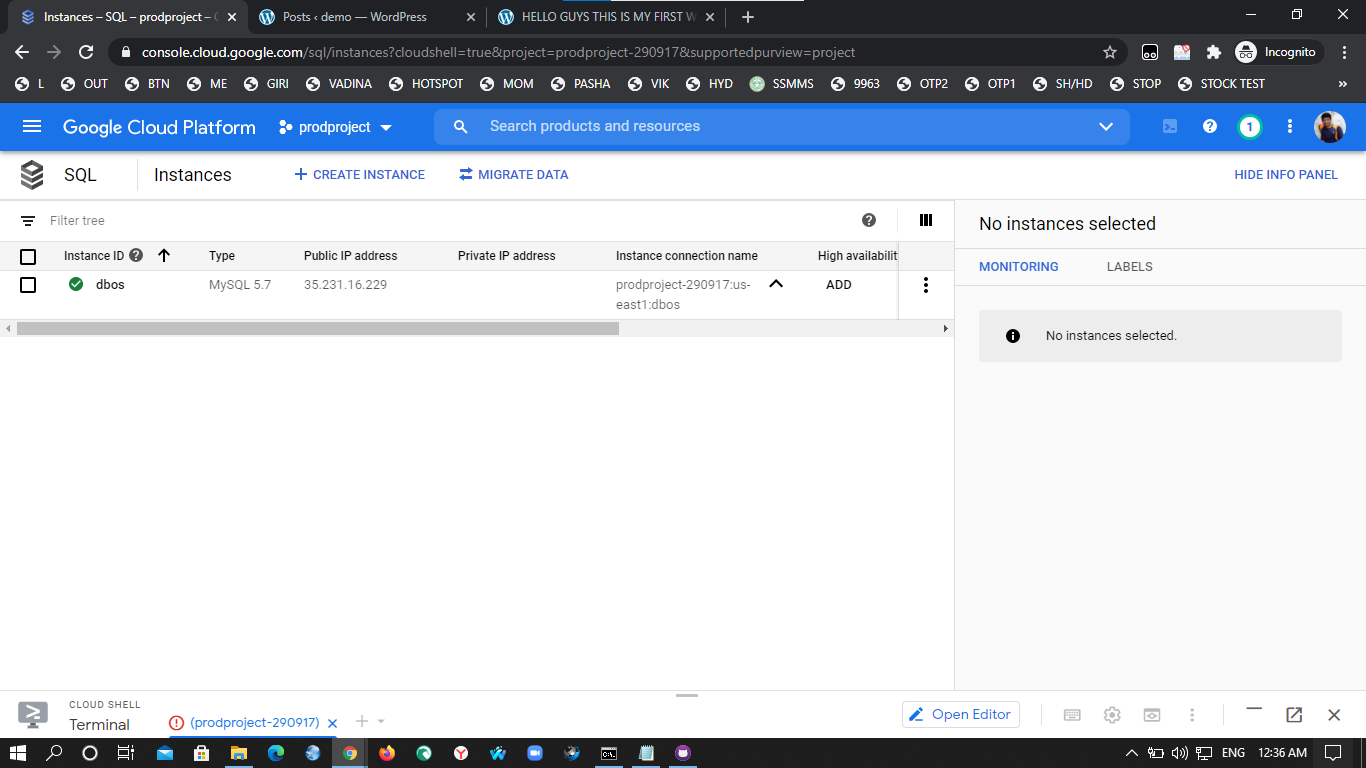 Instances – SQL – prodproject –
Posts ‹ demo — WordPress
HELLO GUYS THIS IS MY FIRST W
console.cloud.google.com/sql/instances?cloudshell=true&project=prodproject-290917&supportedpurview=project
Incognito
L OUT BTN ME GIRI VADINA HOTSPOT MOM PASHA VIK HYD SSMMS 9963 OTP2 OTP1 SH/HD STOP STOCK TEST
Google Cloud Platform
prodproject
Search products and resources
1
SQL
Instances
CREATE INSTANCE
MIGRATE DATA
HIDE INFO PANEL
Filter tree
Instance ID Type Public IP address Private IP address Instance connection name High availabilit
dbos MySQL 5.7 35.231.16.229 prodproject-290917:us-
east1:dbos
ADD
No instances selected
MONITORING LABELS
No instances selected.
CLOUD SHELL
Terminal
(prodproject-290917)
Open Editor
ENG 12:36 AM